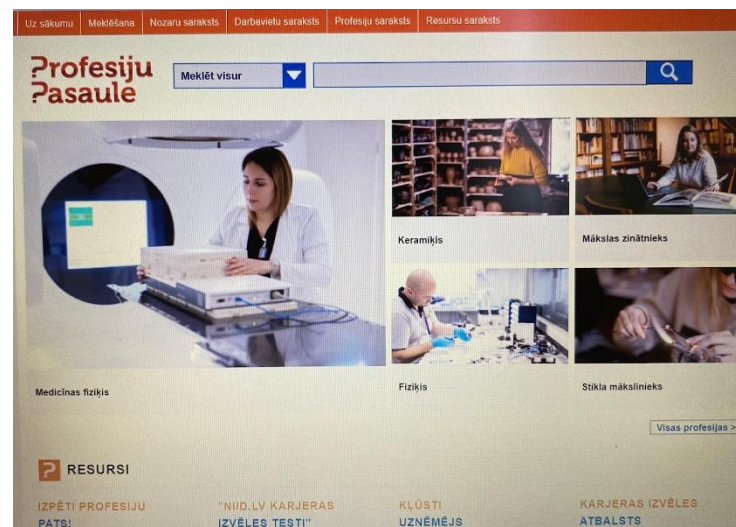 Uz sākumu Meklēšana Nozaru saraksts Darbavietu saraksts Profesiju saraksts Resursu saraksts
Profesiju
Pasaule
Meklēt visur
Keramiķis
Mākslas zinātnieks
Medicīnas fiziķis
Fiziķis
Stikla mākslinieks
Visas profesijas >
RESURSI
IZPĒTI PROFESIJU
PATS!
"NIID.LV KARJERAS
IZVĒLES TESTI"
KĻŪSTI
UZŅĒMĒJS
KARJERAS IZVĒLES
ATBALSTS